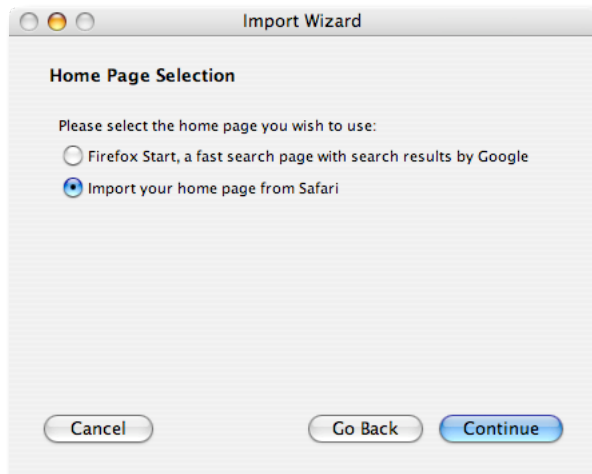 Import Wizard
Home Page Selection
Please select the home page you wish to use:
Firefox Start, a fast search page with search results by Google
Import your home page from Safari
Cancel
Go Back
Continue